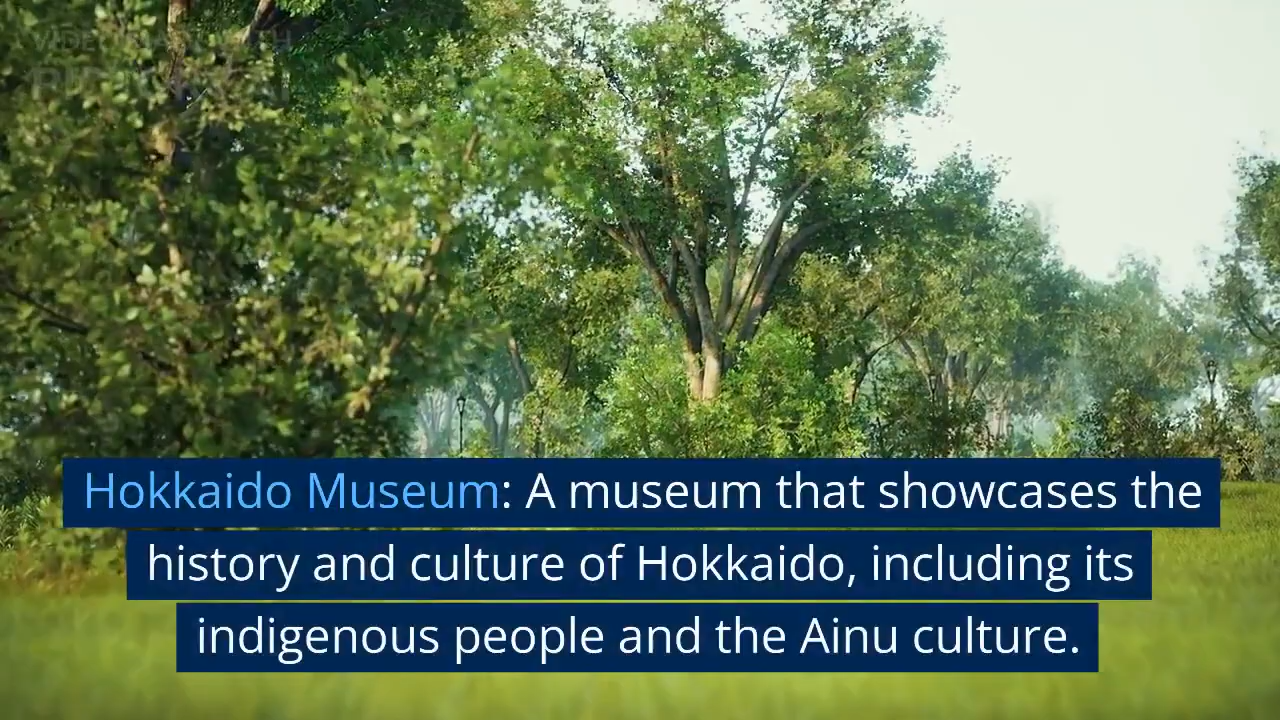 Hokkaido Museum: A museum that showcases the
history and culture of Hokkaido, including its
indigenous people and the Ainu culture.